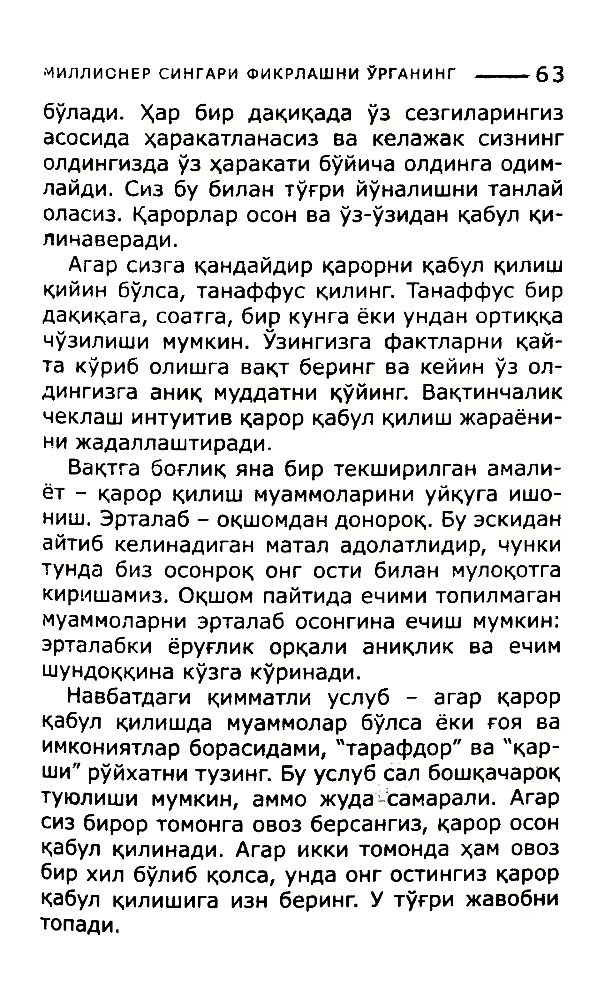 МИЛЛИОНЕР СИНГАРИ ФИКРЛАШНИ ЎРГАНИНГ —— 63
бўлади. Ҳар бир дақиқада ўз сезгиларингиз
асосида ҳаракатланасиз ва келажак сизнинг
олдингизда ўз ҳаракати бўйича олдинга одим-
лайди. Сиз бу билан тўғри йўналишни танлай
оласиз. Қарорлар осон ва ўз-ўзидан қабул қи-
линаверади.
Агар сизга қандайдир қарорни қабул қилиш
қийин бўлса, танаффус қилинг. Танаффус бир
дақиқага, соатга, бир кунга ёки ундан ортиққа
чўзилиши мумкин. Ўзингизга фактларни қай-
та кўриб олишга вақт беринг ва кейин ўз ол-
дингизга аниқ муддатни қўйинг. Вақтинчалик
чеклаш интуитив қарор қабул қилиш жараёни-
ни жадаллаштиради.
Вақтга боғлиқ яна бир текширилган амали-
ёт – қарор қилиш муаммоларини уйқуга ишо-
ниш. Эрталаб – оқшомдан донороқ. Бу эскидан
айтиб келинадиган матал адолатлидир, чунки
тунда биз осонроқ онг ости билан мулоқотга
киришамиз. Оқшом пайтида ечими топилмаган
муаммоларни эрталаб осонгина ечиш мумкин:
эрталабки ёруғлик орқали аниқлик ва ечим
шундоққина кўзга кўринади.
Навбатдаги қимматли услуб – агар қарор
қабул қилишда муаммолар бўлса ёки ғоя ва
имкониятлар борасидами, "тарафдор" ва "қар-
ши" рўйхатни тузинг. Бу услуб сал бошқачароқ
туюлиши мумкин, аммо жуда самарали. Агар
сиз бирор томонга овоз берсангиз, қарор осон
қабул қилинади. Агар икки томонда ҳам овоз
бир хил бўлиб қолса, унда онг остингиз қарор
қабул қилишига изн беринг. У тўғри жавобни
топади.